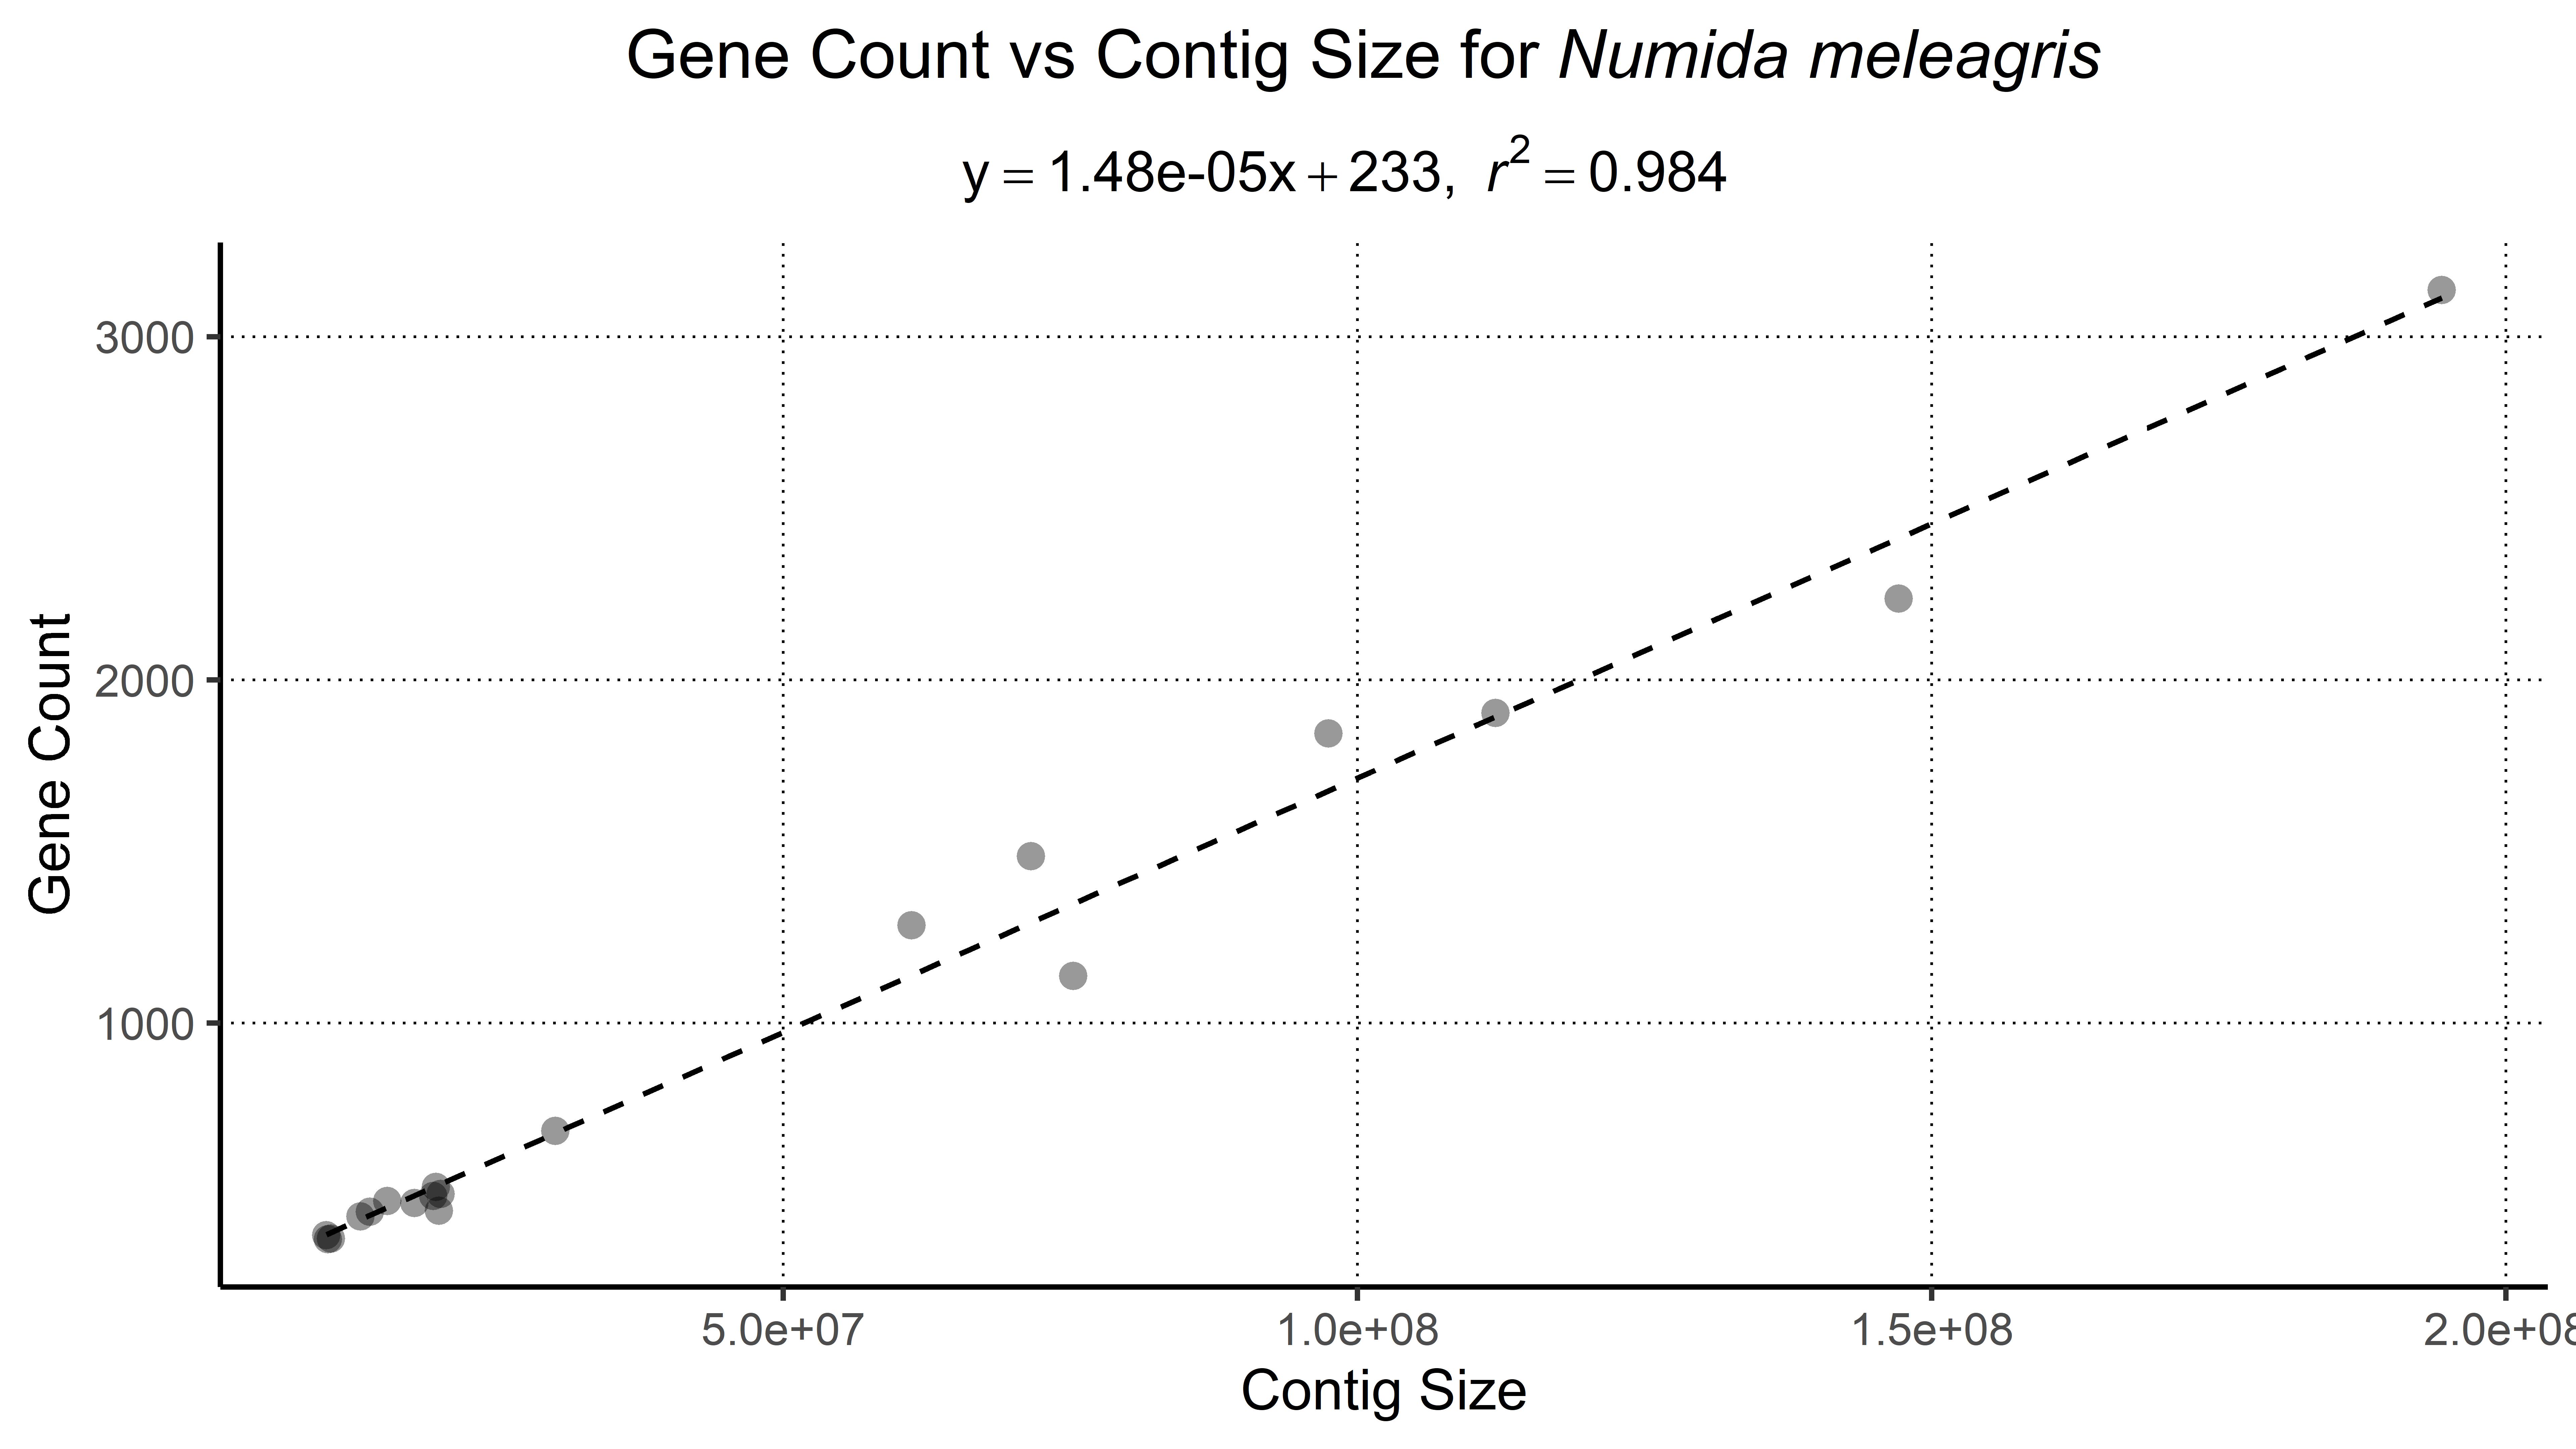 Gene Count vs Contig Size for Numida meleagris
y = 1.48e-05x + 233, r² = 0.984
3000
2000
1000
Gene Count
5.0e+07 1.0e+08 1.5e+08 2.0e+08
Contig Size